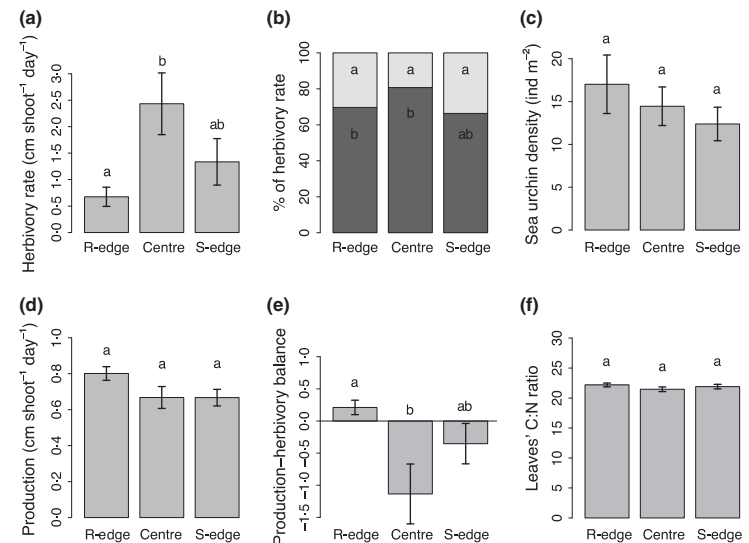 (a)
Herbivory rate (cm shoot⁻¹ day⁻¹)
0·0 0·5 1·0 1·5 2·0 2·5 3·0
a
b
ab
R-edge Centre S-edge
(b)
% of herbivory rate
0 20 40 60 80 100
a a a
b b ab
R-edge Centre S-edge
(c)
Sea urchin density (ind m⁻²)
0 5 10 15 20
a a a
R-edge Centre S-edge
(d)
Production (cm shoot⁻¹ day⁻¹)
0·0 0·2 0·4 0·6 0·8 1·0
a a a
R-edge Centre S-edge
(e)
Production−herbivory balance
−1·5 −1·0 −0·5 0·0 0·5 1·0
a b ab
R-edge Centre S-edge
(f)
Leaves' C:N ratio
0 5 10 15 20 25 30
a a a
R-edge Centre S-edge